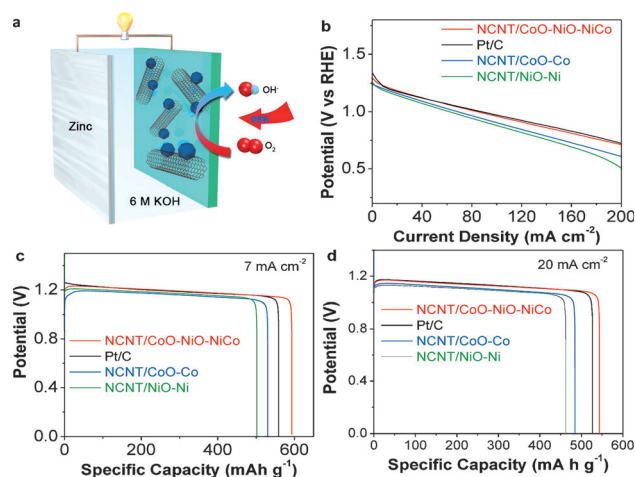 a
Zinc
6 M KOH
OH-
ORR
O2
b
NCNT/CoO-NiO-NiCo
Pt/C
NCNT/CoO-Co
NCNT/NiO-Ni
Potential (V vs RHE)
1.5
1.0
0.5
0
40
80
120
160
200
Current Density (mA cm-2)
c
7 mA cm-2
NCNT/CoO-NiO-NiCo
Pt/C
NCNT/CoO-Co
NCNT/NiO-Ni
Potential (V)
1.6
1.2
0.8
0.4
0.0
0
200
400
600
Specific Capacity (mAh g-1)
d
20 mA cm-2
NCNT/CoO-NiO-NiCo
Pt/C
NCNT/CoO-Co
NCNT/NiO-Ni
Potential (V)
1.2
0.8
0.4
0.0
0
100
200
300
400
500
600
Specific Capacity (mA h g-1)